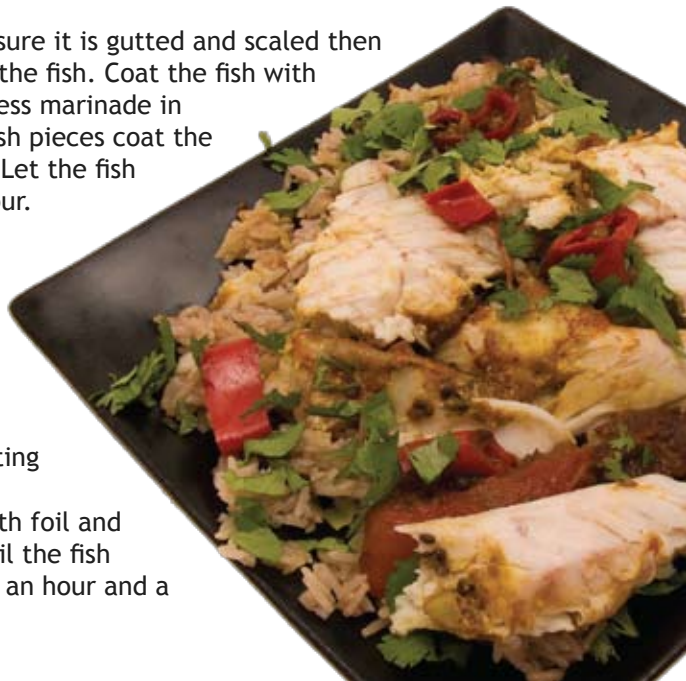 sure it is gutted and scaled then
the fish. Coat the fish with
ess marinade in
sh pieces coat the
Let the fish
ur.
ting
th foil and
il the fish
an hour and a